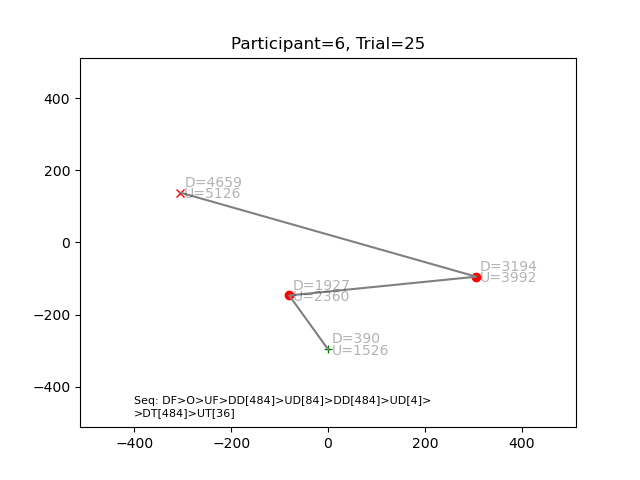 Participant=6, Trial=25
400
200
0
−200
−400
D=4659
U=5126
D=3194
U=3992
D=1927
U=2360
D=390
U=1526
Seq: DF>O>UF>DD[484]>UD[84]>DD[484]>UD[4]>
>DT[484]>UT[36]
−400
−200
0
200
400